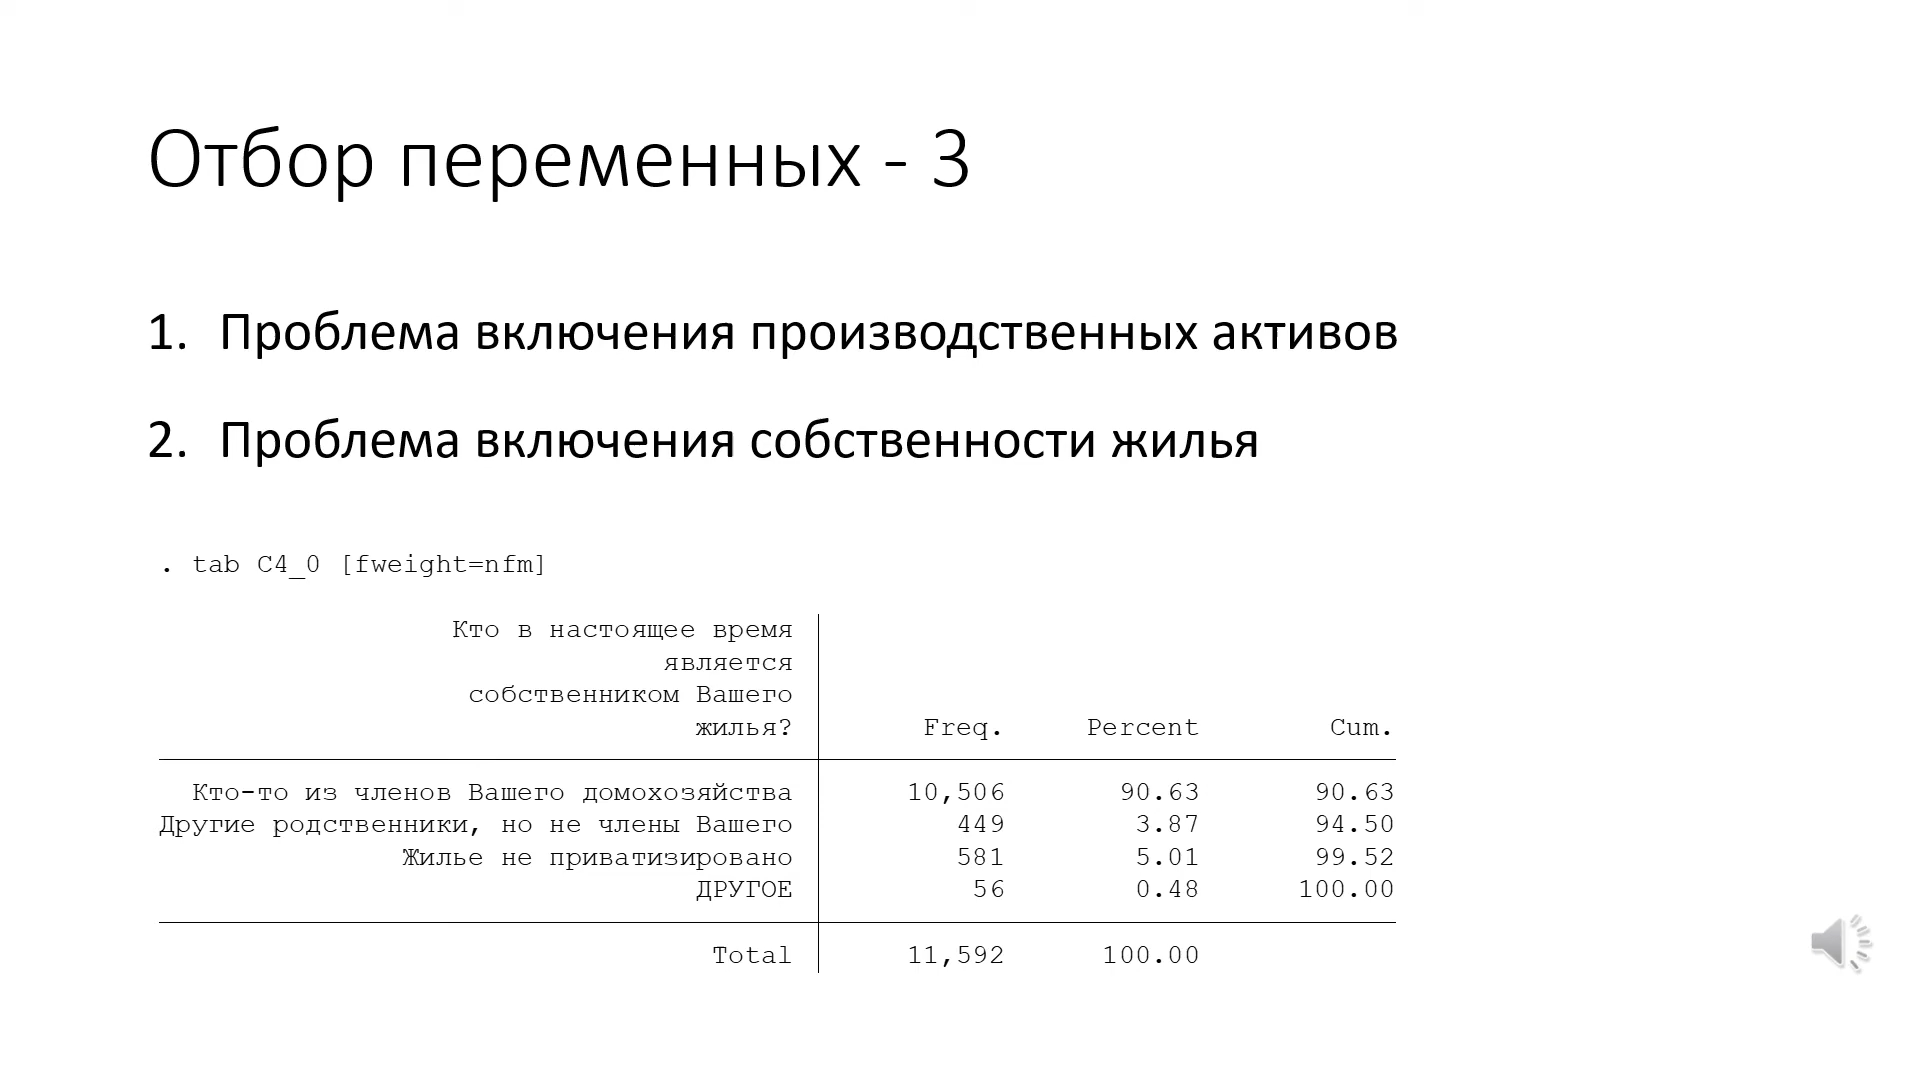 Отбор переменных - 3
1. Проблема включения производственных активов
2. Проблема включения собственности жилья
. tab C4_0 [fweight=nfm]
Кто в настоящее время
является
собственником Вашего
жилья? Freq. Percent Cum.
Кто-то из членов Вашего домохозяйства 10,506 90.63 90.63
Другие родственники, но не члены Вашего 449 3.87 94.50
Жилье не приватизировано 581 5.01 99.52
ДРУГОЕ 56 0.48 100.00
Total 11,592 100.00